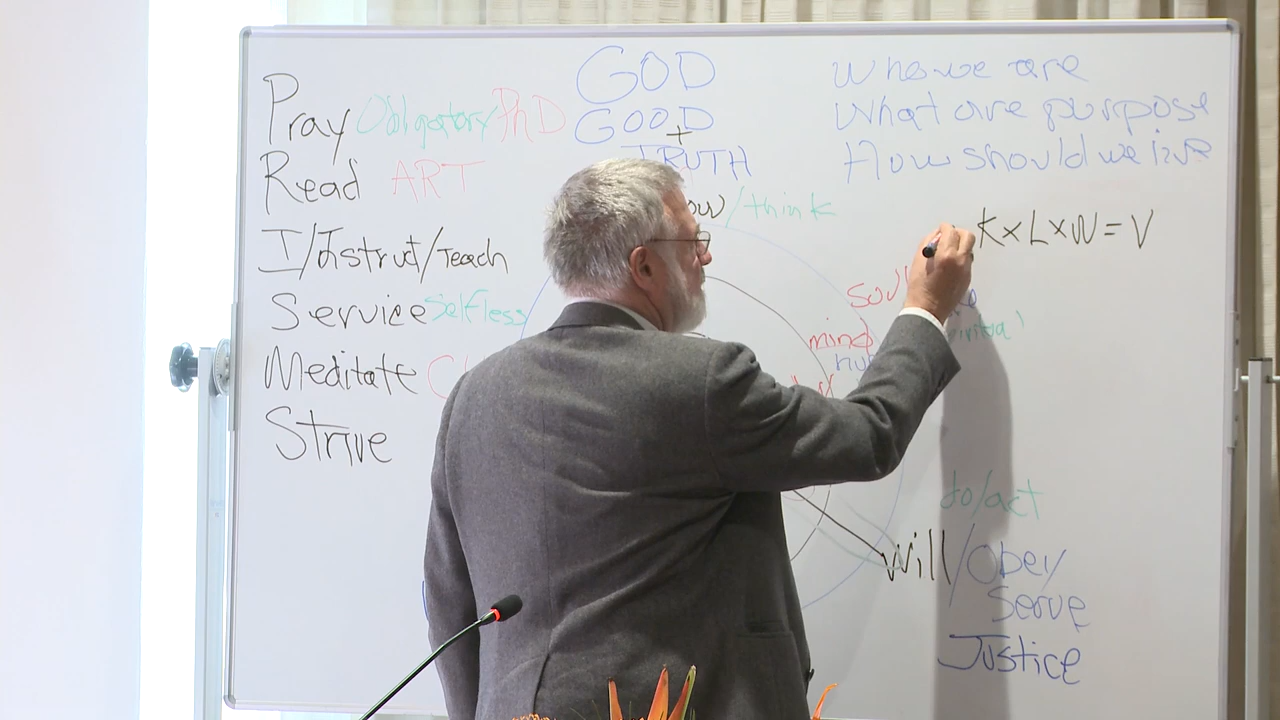 Pray Obligatory PhD
Read ART
I/Instruct/Teach
Service Selfless
Meditate
Strive
GOD
GOOD
+
TRUTH
/think
Who we are
What are purpose
How should we live
K×L×W=V
mind
do/act
Will/Obey
Serve
Justice